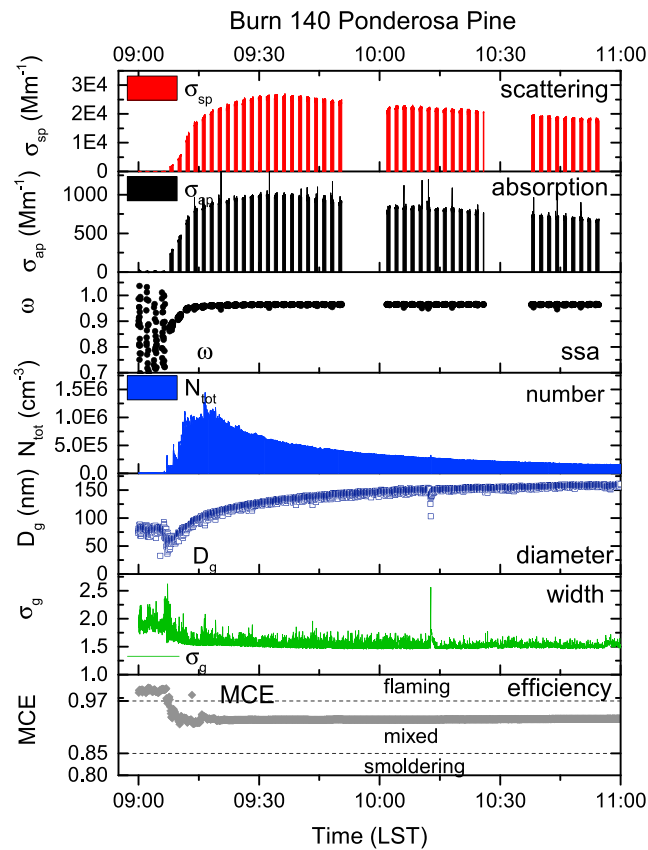 Burn 140 Ponderosa Pine
09:00 09:30 10:00 10:30 11:00
σsp (Mm-1)
3E4
2E4
1E4
0
σsp
scattering
σap (Mm-1)
1000
500
0
σap
absorption
ω
1.0
0.9
0.8
0.7
ω
ssa
Ntot (cm-3)
1.5E6
1.0E6
5.0E5
0.0
Ntot
number
Dg (nm)
150
100
50
0
Dg
diameter
σg
2.5
2.0
1.5
1.0
σg
width
MCE
0.97
0.85
0.80
MCE
flaming
efficiency
mixed
smoldering
09:00 09:30 10:00 10:30 11:00
Time (LST)